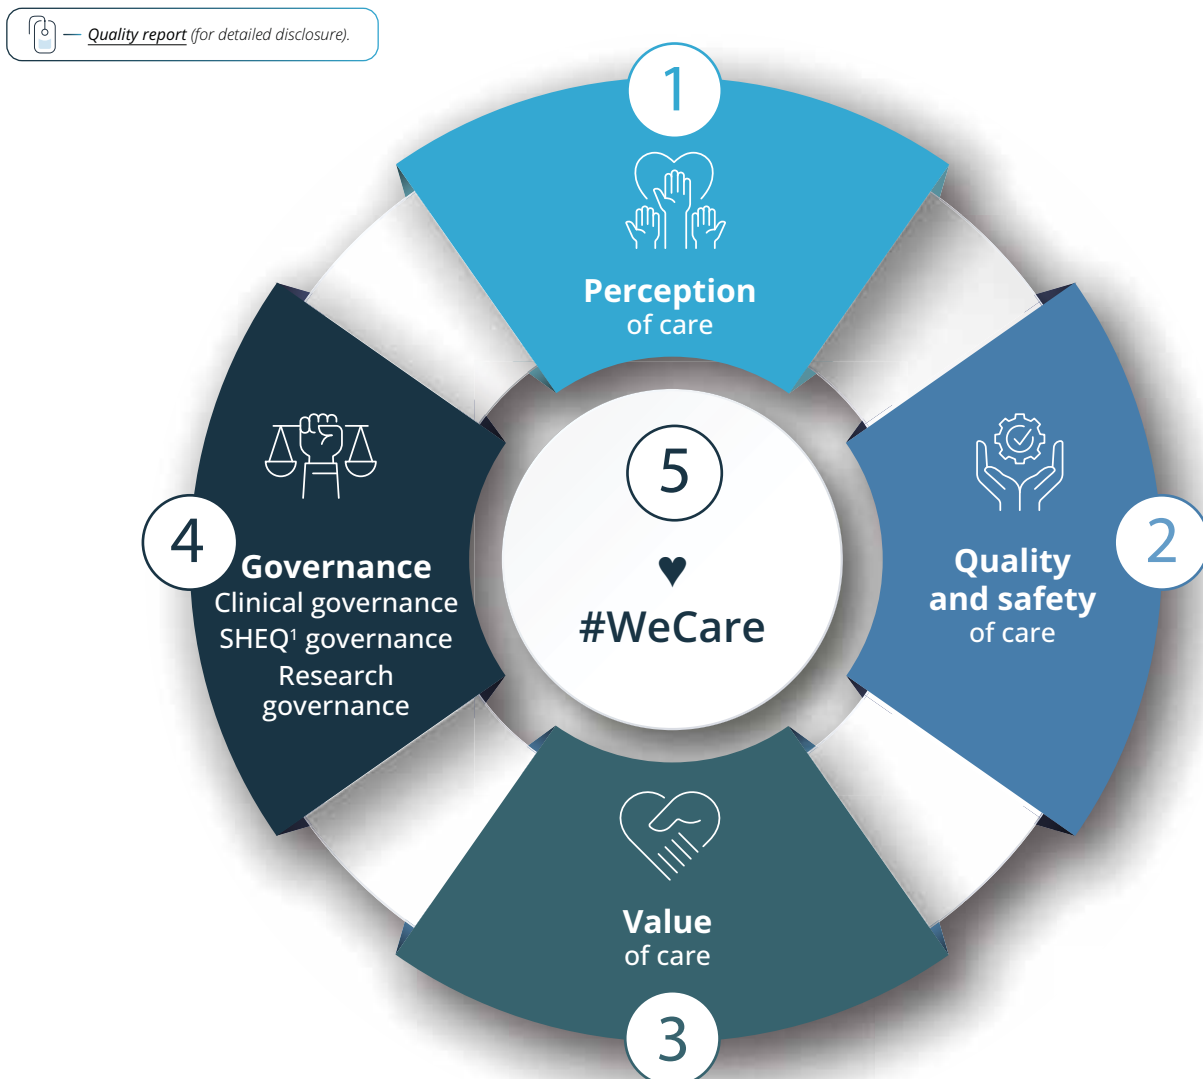 Quality report (for detailed disclosure).
1
Perception
of care
2
Quality
and safety
of care
3
Value
of care
4
Governance
Clinical governance
SHEQ¹ governance
Research
governance
5
♥
#WeCare